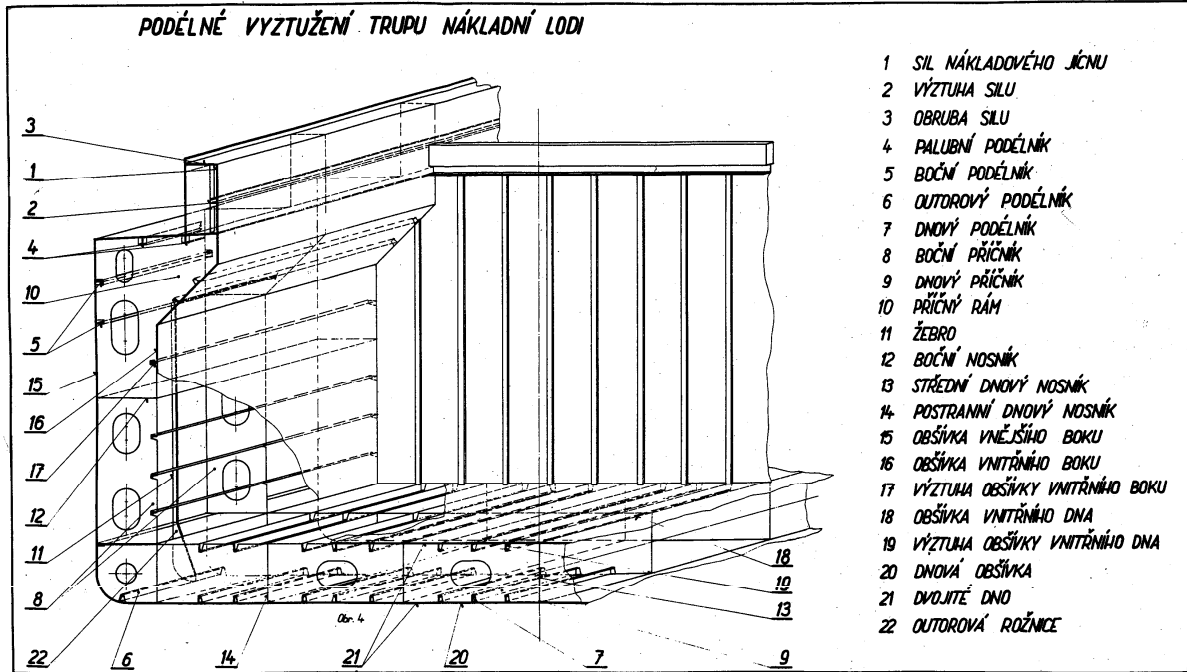 PODÉLNÉ VYZTUŽENÍ TRUPU NÁKLADNÍ LODI
1 SIL NÁKLADOVÉHO JÍCNU
2 VÝZTUHA SILU
3 OBRUBA SILU
4 PALUBNÍ PODÉLNÍK
5 BOČNÍ PODÉLNÍK
6 OUTOROVÝ PODÉLNÍK
7 DNOVÝ PODÉLNÍK
8 BOČNÍ PŘÍČNÍK
9 DNOVÝ PŘÍČNÍK
10 PŘÍČNÝ RÁM
11 ŽEBRO
12 BOČNÍ NOSNÍK
13 STŘEDNÍ DNOVÝ NOSNÍK
14 POSTRANNÍ DNOVÝ NOSNÍK
15 OBŠÍVKA VNĚJŠÍHO BOKU
16 OBŠÍVKA VNITŘNÍHO BOKU
17 VÝZTUHA OBŠÍVKY VNITŘNÍHO BOKU
18 OBŠÍVKA VNITŘNÍHO DNA
19 VÝZTUHA OBŠÍVKY VNITŘNÍHO DNA
20 DNOVÁ OBŠÍVKA
21 DVOJITÉ DNO
22 OUTOROVÁ ROŽNICE
3
1
2
4
10
5
15
16
17
12
11
8
22
6
14
21
20
7
9
13
19
18
Obr. 4